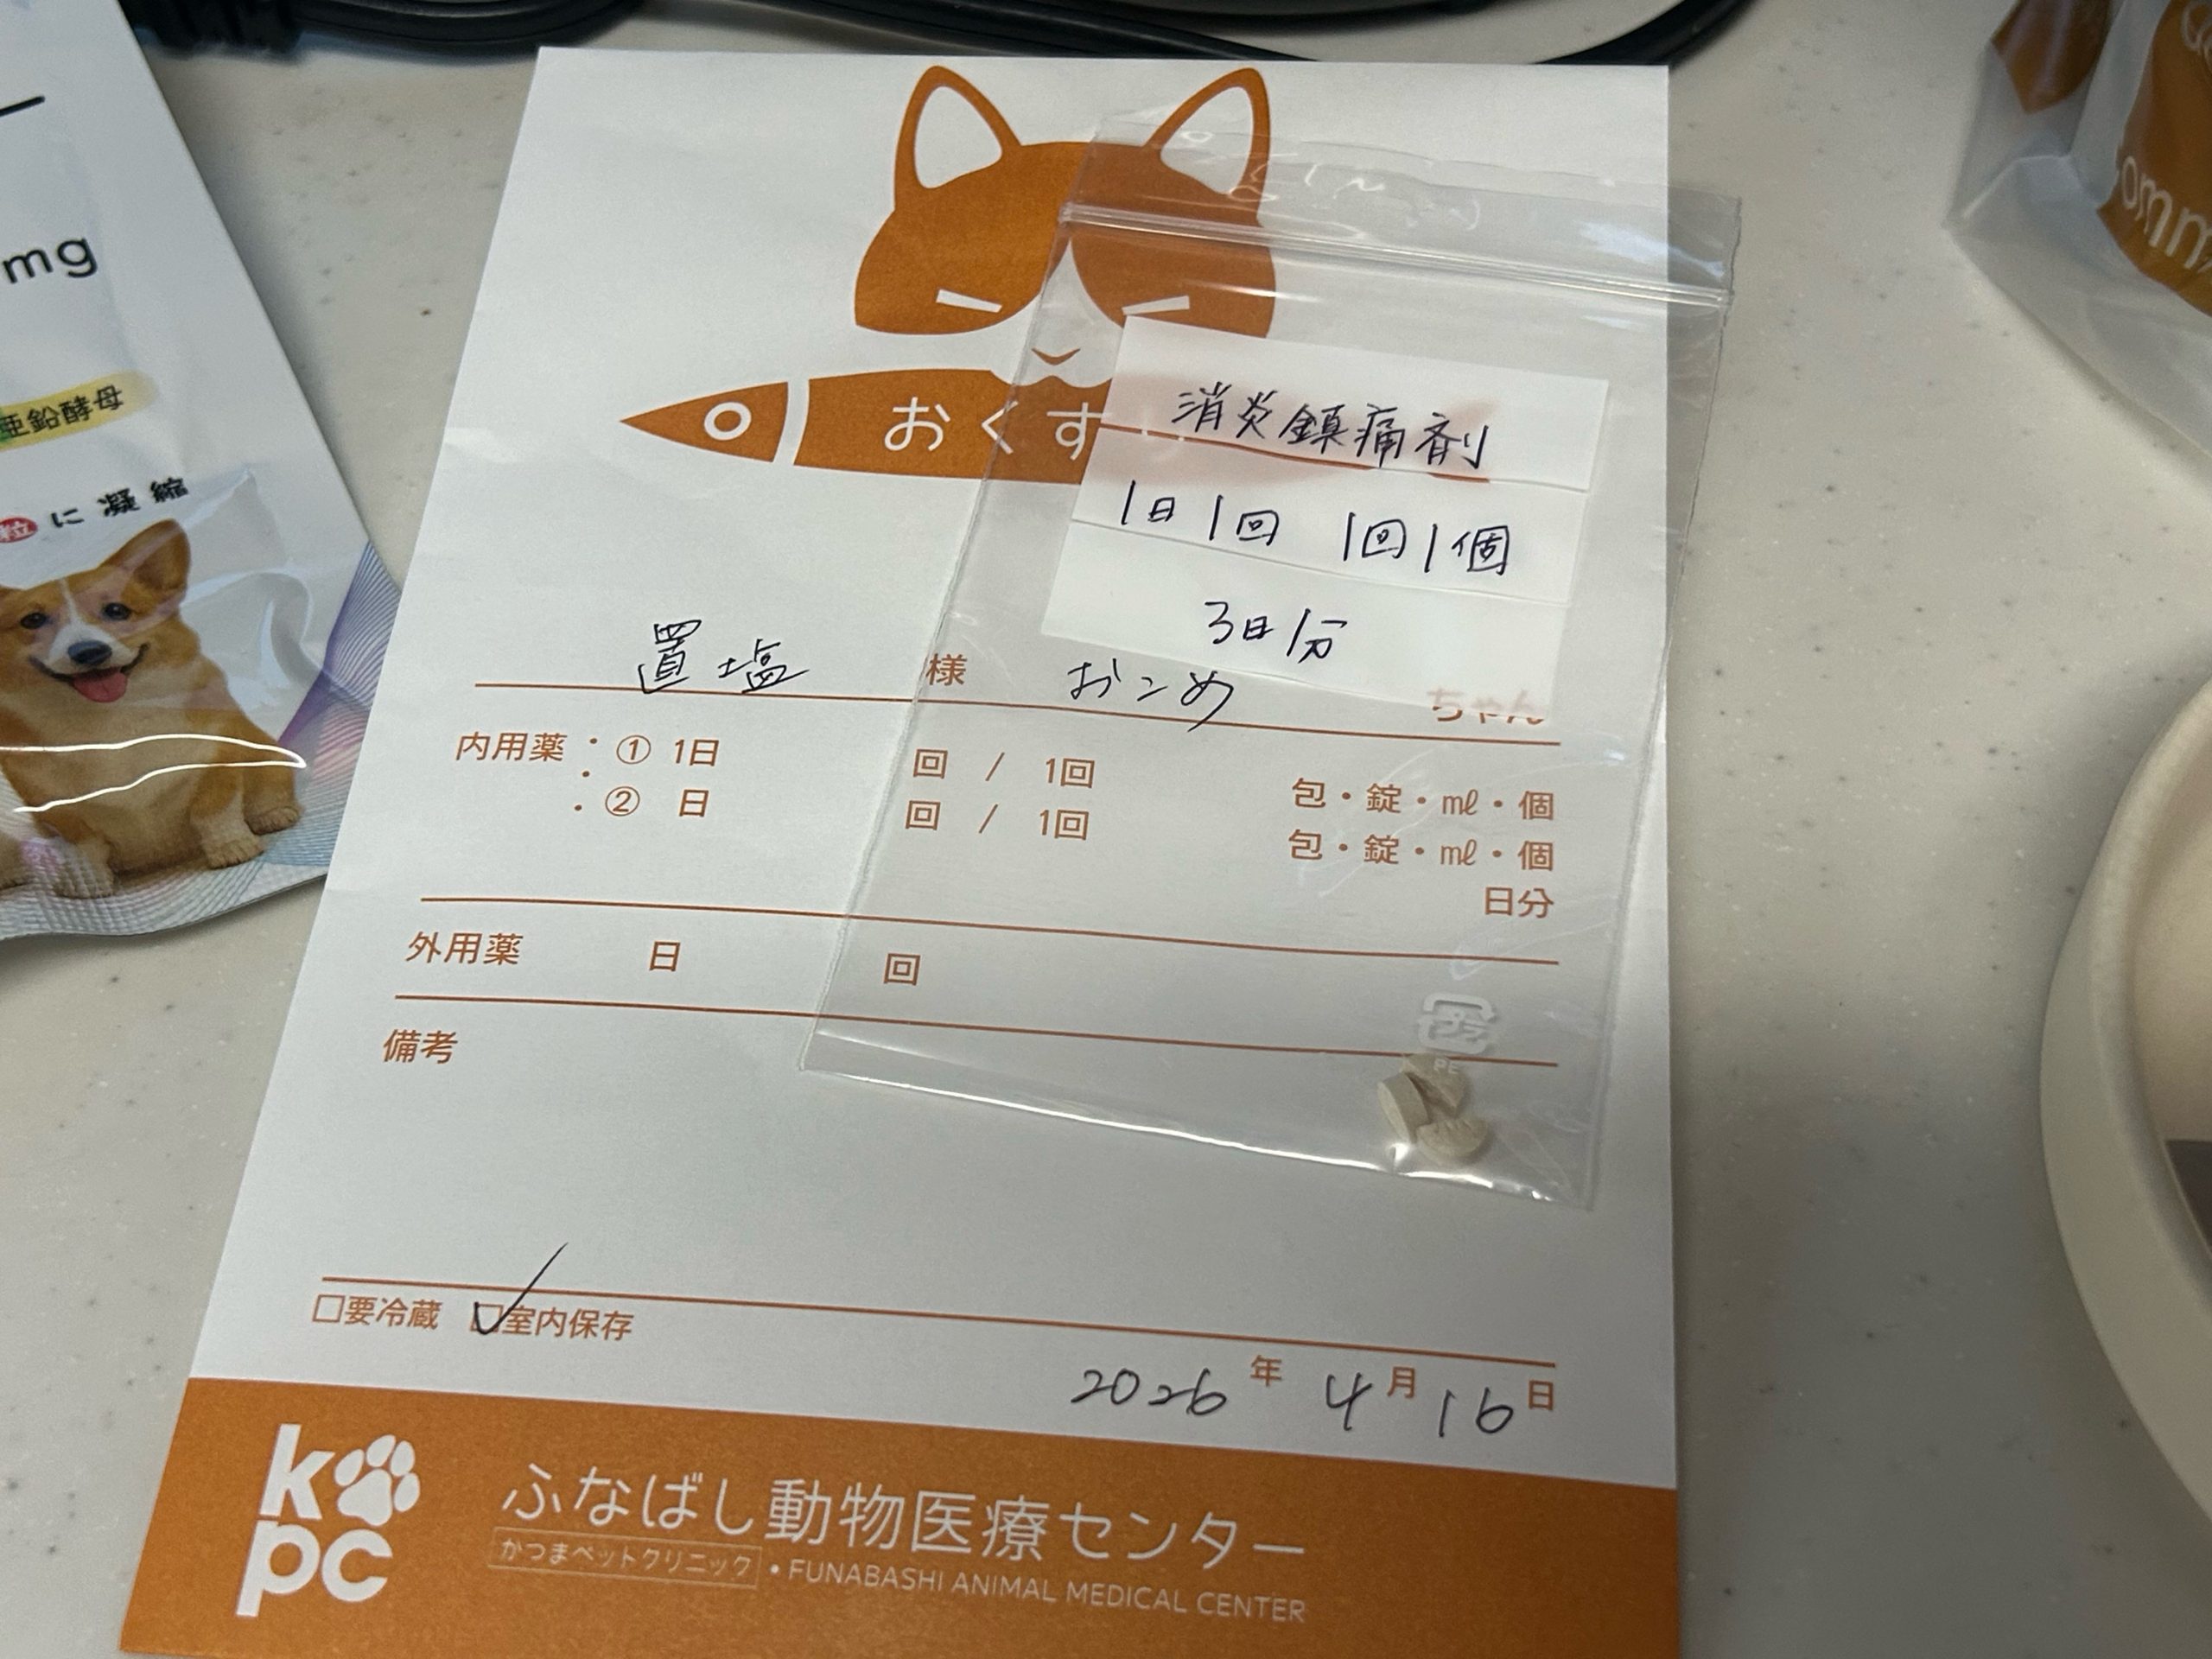 mg
亜鉛酵母
粒に凝縮
omm
おくす
消炎鎮痛剤
1日1回 1回1個
3日分
置塩 様 おこめ ちゃん
内用薬 ① 1日 回 / 1回 包・錠・mℓ・個
② 日 回 / 1回 包・錠・mℓ・個
日分
外用薬 日 回
備考
プラ
PE
□要冷蔵 □室内保存
2026年 4月 16日
kpc
ふなばし動物医療センター
かつまペットクリニック・FUNABASHI ANIMAL MEDICAL CENTER